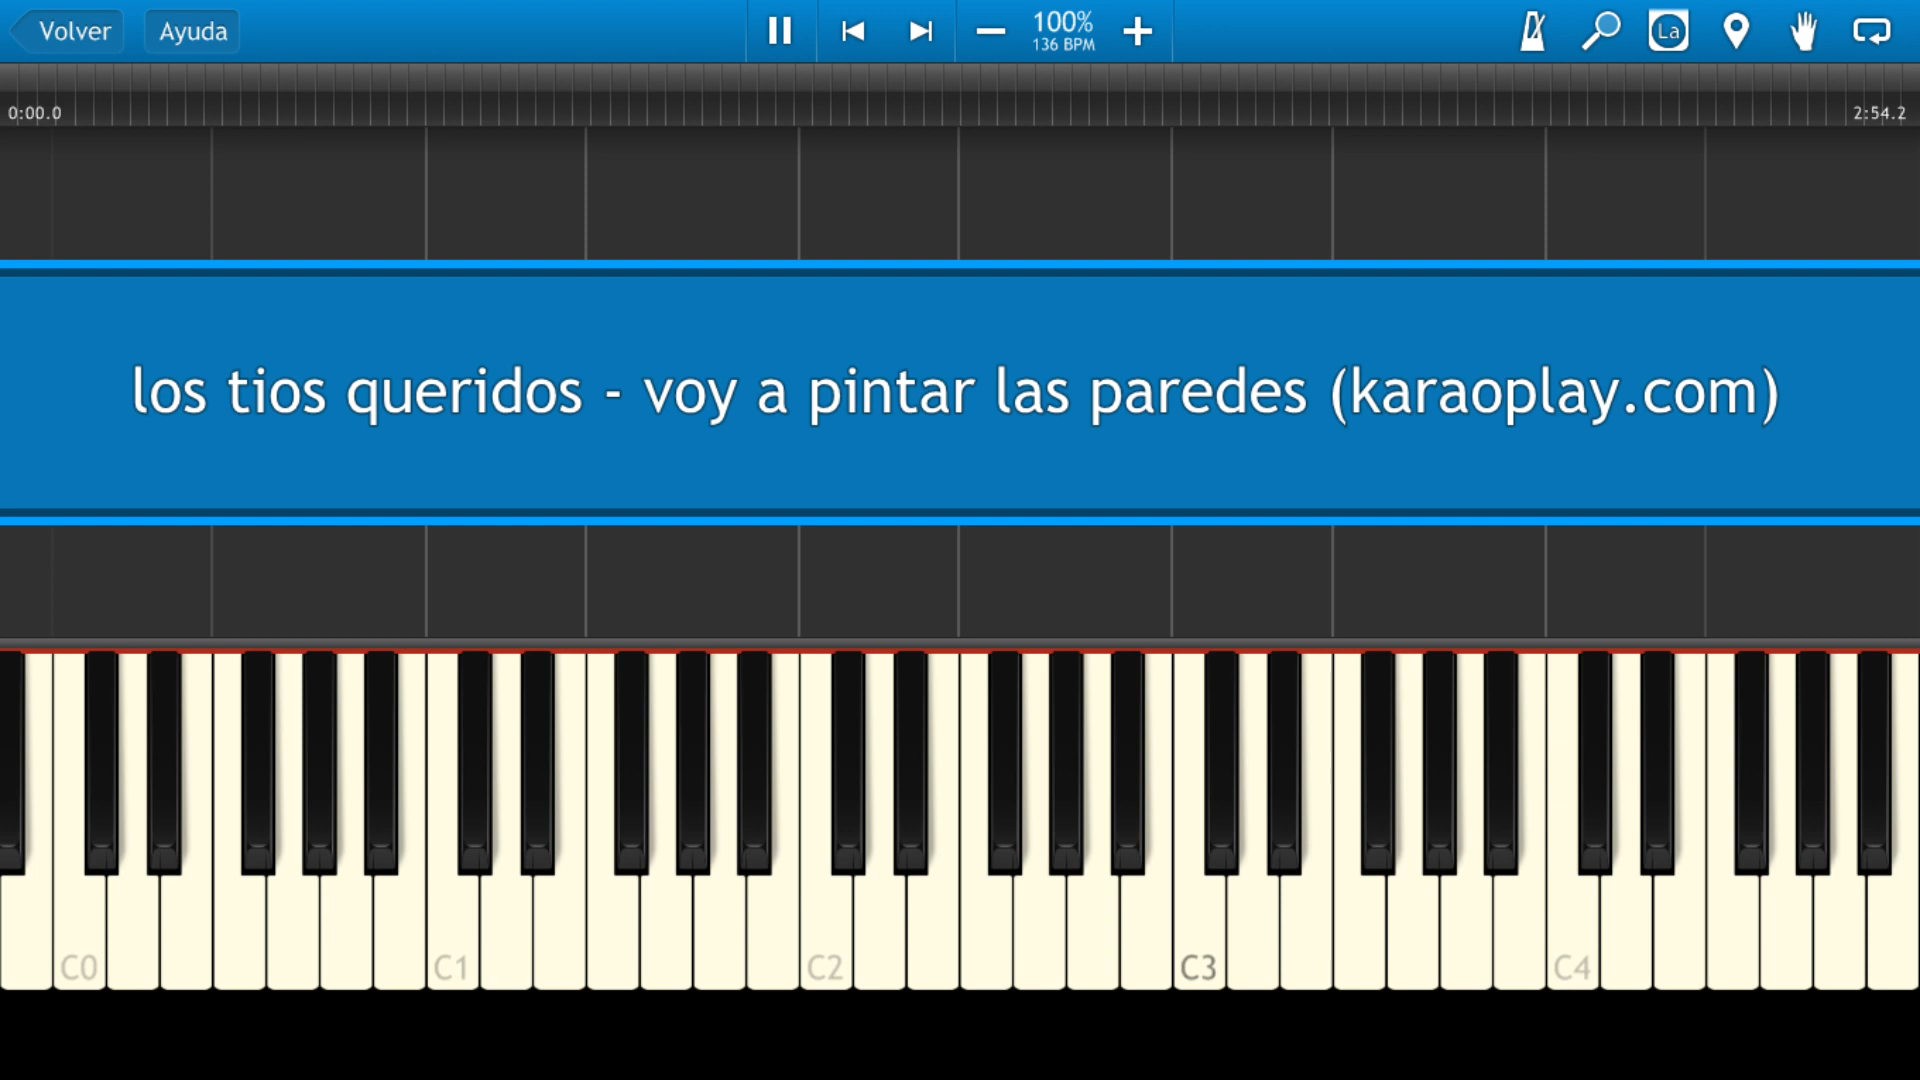 Volver
Ayuda
100%
136 BPM
La
0:00.0
2:54.2
los tios queridos - voy a pintar las paredes (karaoplay.com)
C0
C1
C2
C3
C4